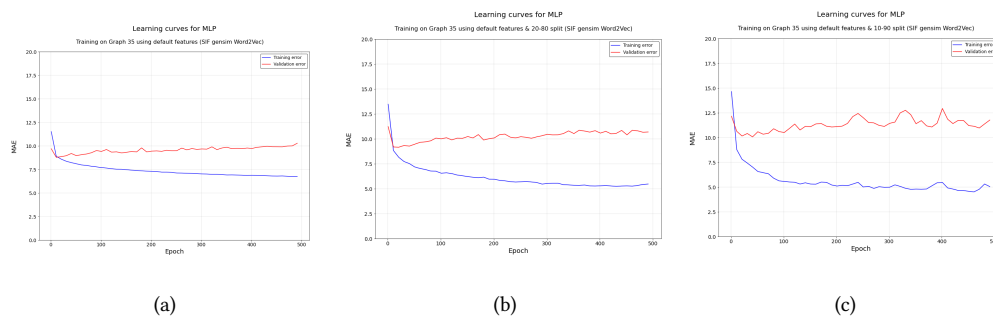 Learning curves for MLP
Training on Graph 35 using default features (SIF gensim Word2Vec)
20.0
17.5
15.0
12.5
10.0
7.5
5.0
2.5
0.0
MAE
0
100
200
300
400
500
Epoch
Training error
Validation error
(a)
Learning curves for MLP
Training on Graph 35 using default features & 20-80 split (SIF gensim Word2Vec)
20.0
17.5
15.0
12.5
10.0
7.5
5.0
2.5
0.0
MAE
0
100
200
300
400
500
Epoch
Training error
Validation error
(b)
Learning curves for MLP
Training on Graph 35 using default features & 10-90 split (SIF gensim Word2Vec)
20.0
17.5
15.0
12.5
10.0
7.5
5.0
2.5
0.0
MAE
0
100
200
300
400
500
Epoch
Training error
Validation erro
(c)